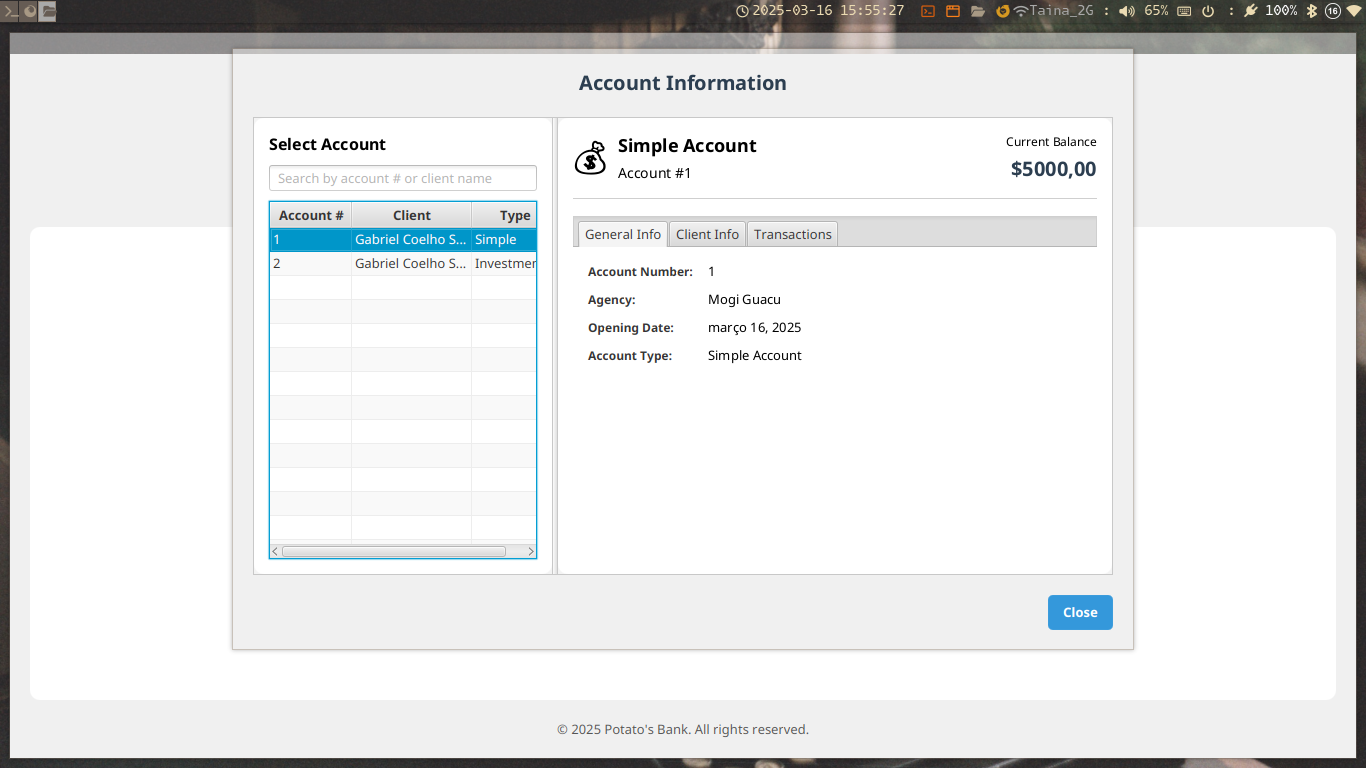 2025-03-16 15:55:27 Taina_2G : 65% : 100% 16
Account Information
Select Account
Search by account # or client name
Account # Client Type
1 Gabriel Coelho S... Simple
2 Gabriel Coelho S... Investmer
Simple Account
Account #1
Current Balance
$5000,00
General Info Client Info Transactions
Account Number: 1
Agency: Mogi Guacu
Opening Date: março 16, 2025
Account Type: Simple Account
Close
© 2025 Potato's Bank. All rights reserved.